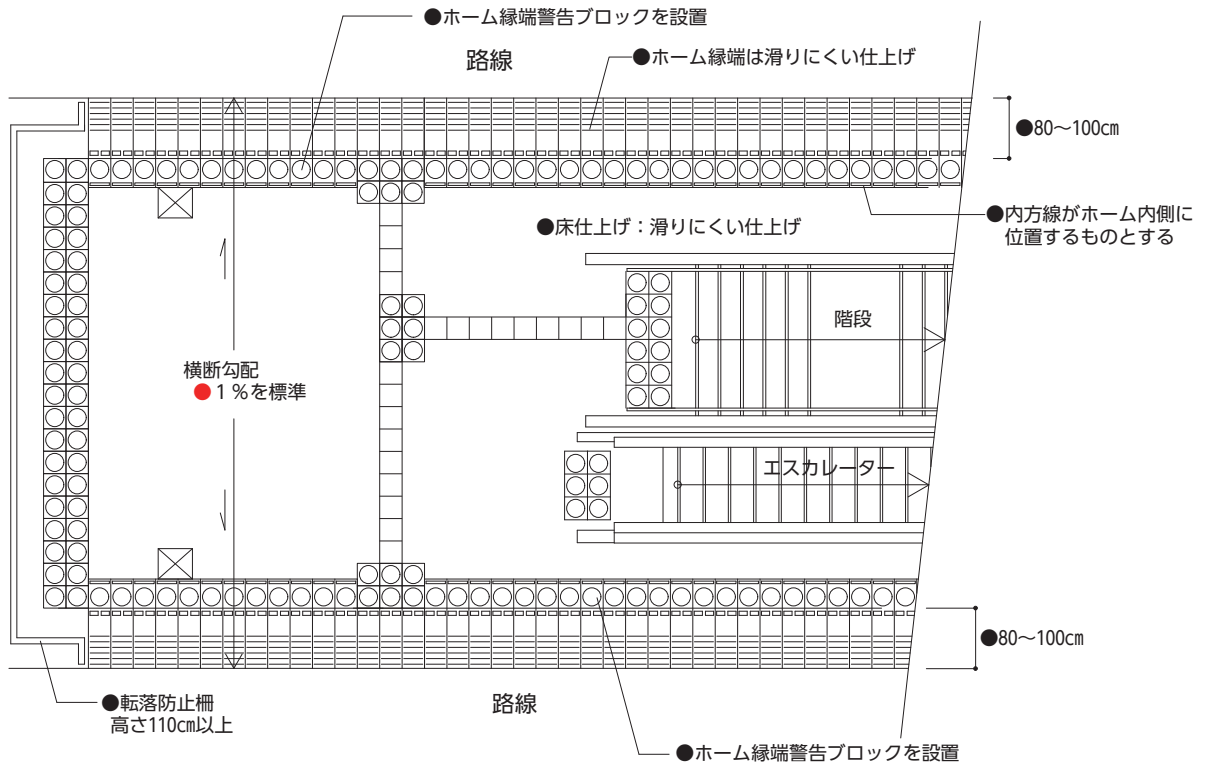 ●ホーム縁端警告ブロックを設置
路線
●ホーム縁端は滑りにくい仕上げ
●80～100㎝
●内方線がホーム内側に
位置するものとする
●床仕上げ：滑りにくい仕上げ
階段
横断勾配
●１％を標準
エスカレーター
●80～100㎝
●転落防止柵
高さ110㎝以上
路線
●ホーム縁端警告ブロックを設置